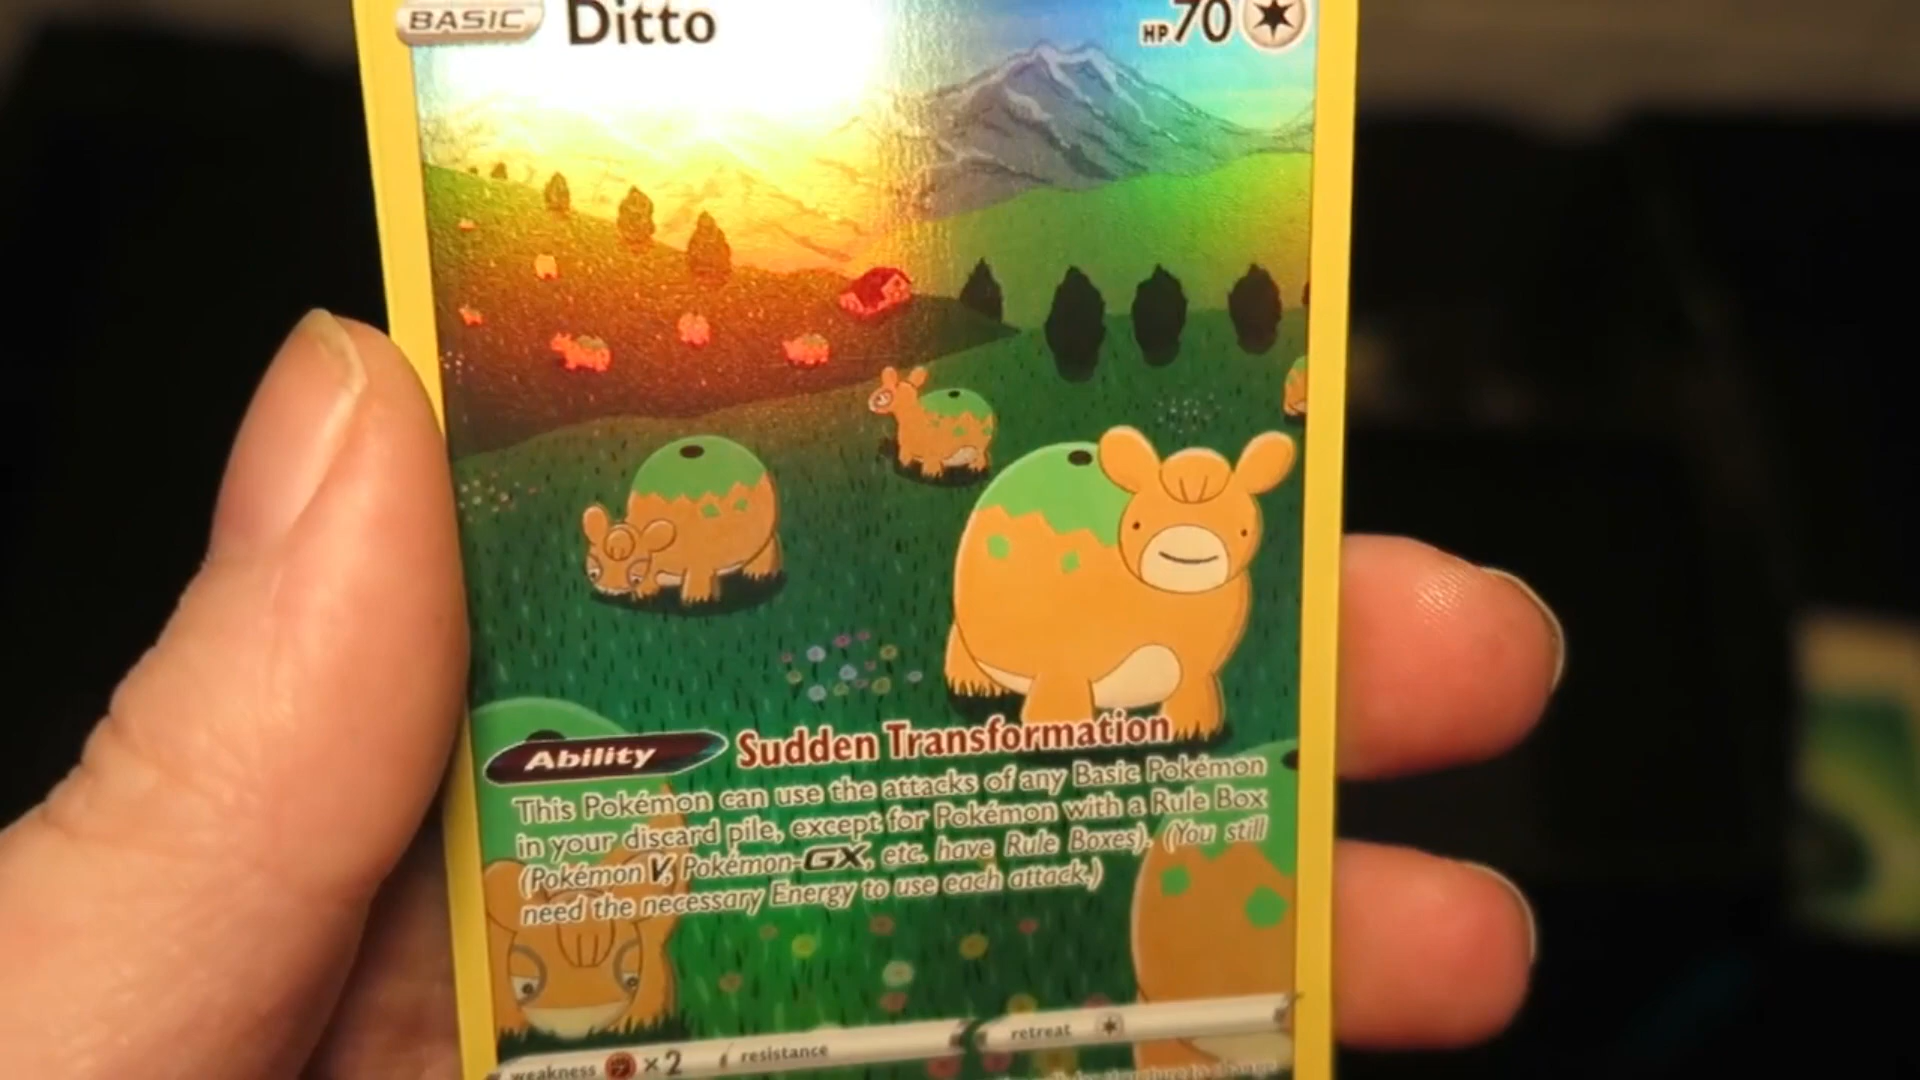 BASIC Ditto HP 70
Ability Sudden Transformation
This Pokémon can use the attacks of any Basic Pokémon
in your discard pile, except for Pokémon with a Rule Box
(Pokémon V, Pokémon-GX, etc. have Rule Boxes). (You still
need the necessary Energy to use each attack.)
weakness ×2 resistance retreat